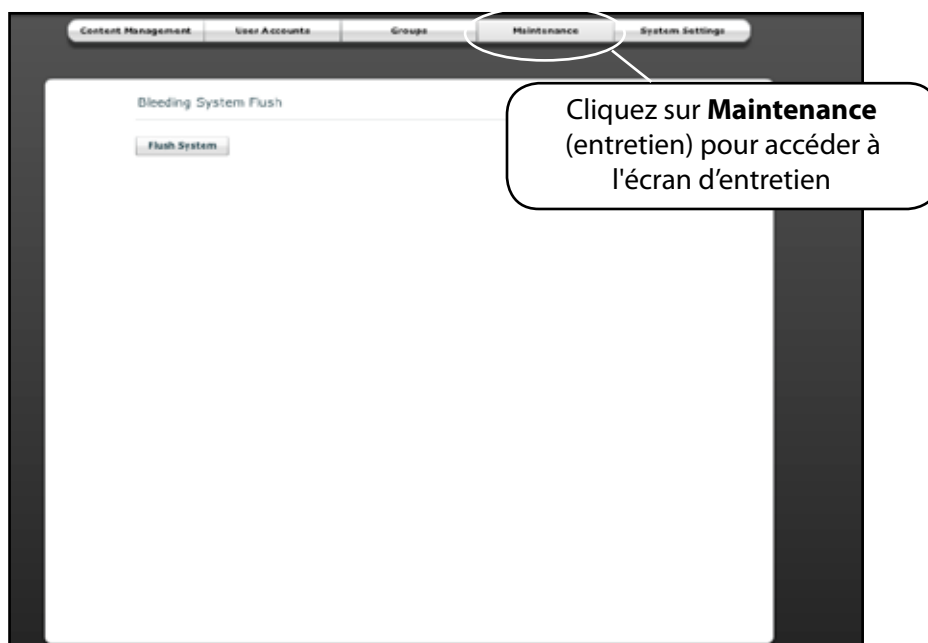 Content Management User Accounts Groups Maintenance System Settings
Bleeding System Flush
Flush System
Cliquez sur Maintenance
(entretien) pour accéder à
l'écran d’entretien